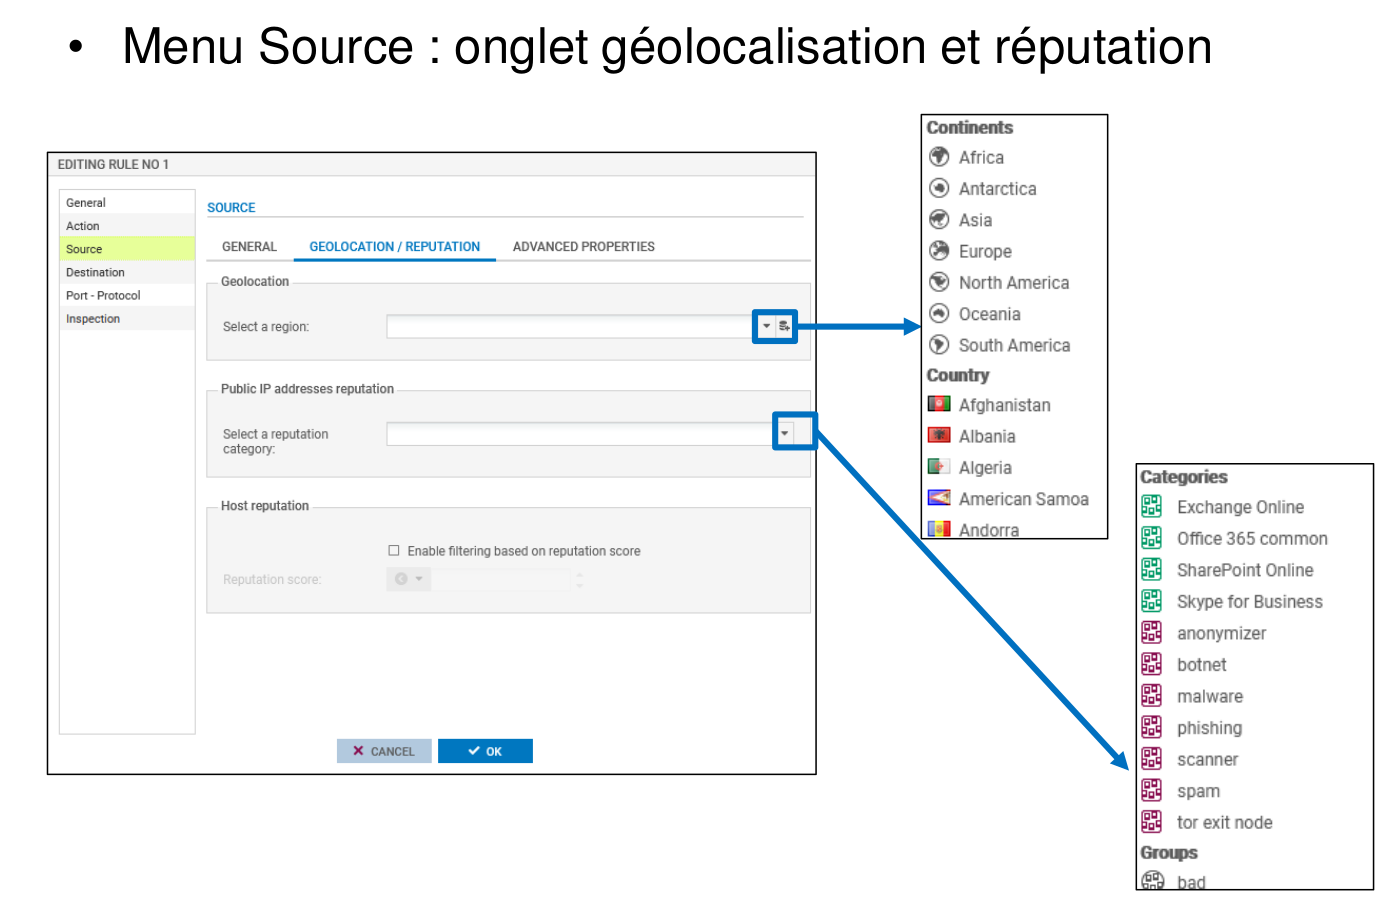 • Menu Source : onglet géolocalisation et réputation
EDITING RULE NO 1
General
Action
Source
Destination
Port - Protocol
Inspection
SOURCE
GENERAL GEOLOCATION / REPUTATION ADVANCED PROPERTIES
Geolocation
Select a region:
Public IP addresses reputation
Select a reputation
category:
Host reputation
Enable filtering based on reputation score
Reputation score:
CANCEL OK
Continents
Africa
Antarctica
Asia
Europe
North America
Oceania
South America
Country
Afghanistan
Albania
Algeria
American Samoa
Andorra
Categories
Exchange Online
Office 365 common
SharePoint Online
Skype for Business
anonymizer
botnet
malware
phishing
scanner
spam
tor exit node
Groups
bad